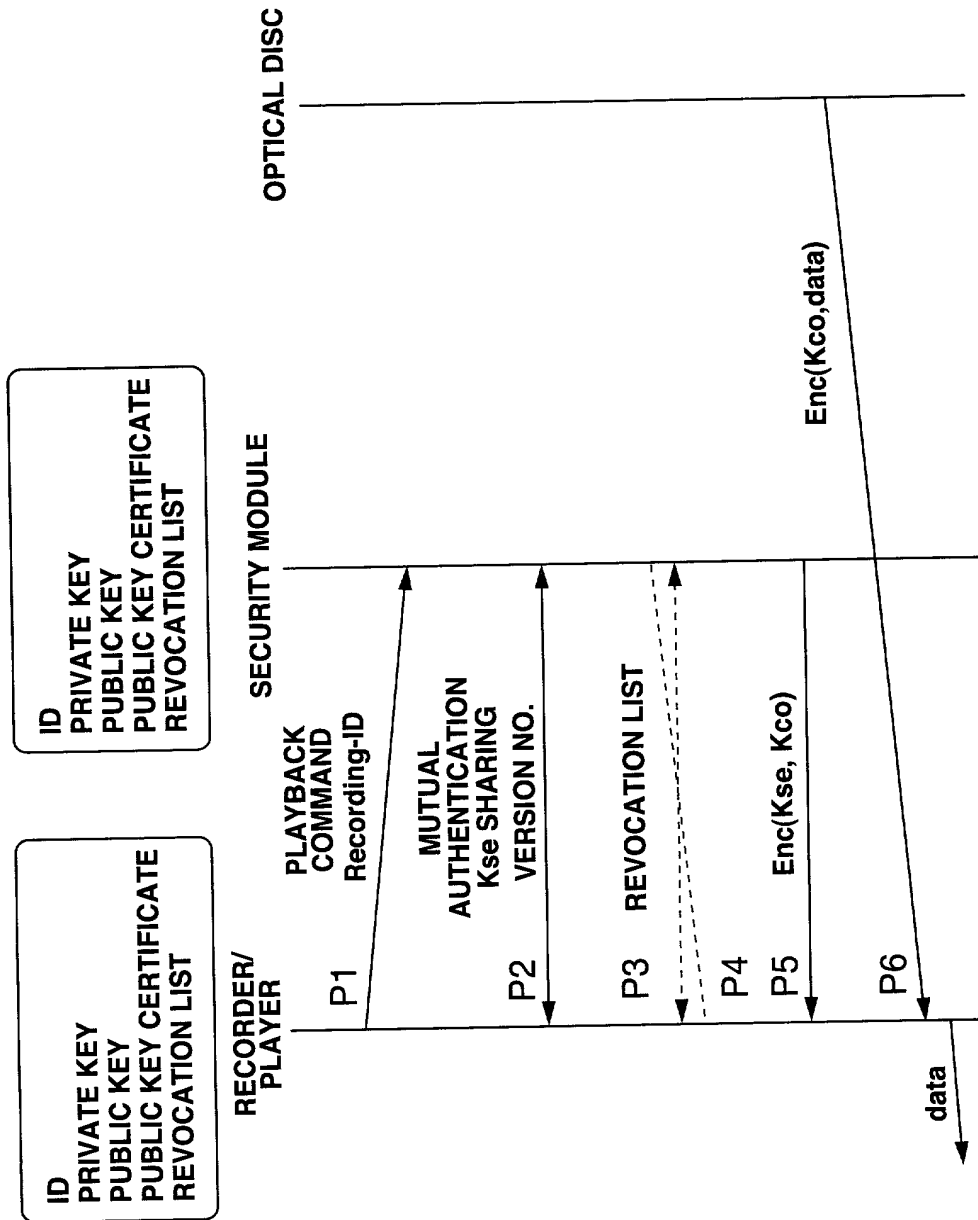 ID
PRIVATE KEY
PUBLIC KEY
PUBLIC KEY CERTIFICATE
REVOCATION LIST
ID
PRIVATE KEY
PUBLIC KEY
PUBLIC KEY CERTIFICATE
REVOCATION LIST
RECORDER/
PLAYER
SECURITY MODULE
OPTICAL DISC
P1
PLAYBACK
COMMAND
Recording-ID
P2
MUTUAL
AUTHENTICATION
Kse SHARING
VERSION NO.
P3
REVOCATION LIST
P4
P5
Enc(Kse, Kco)
P6
Enc(Kco,data)
data